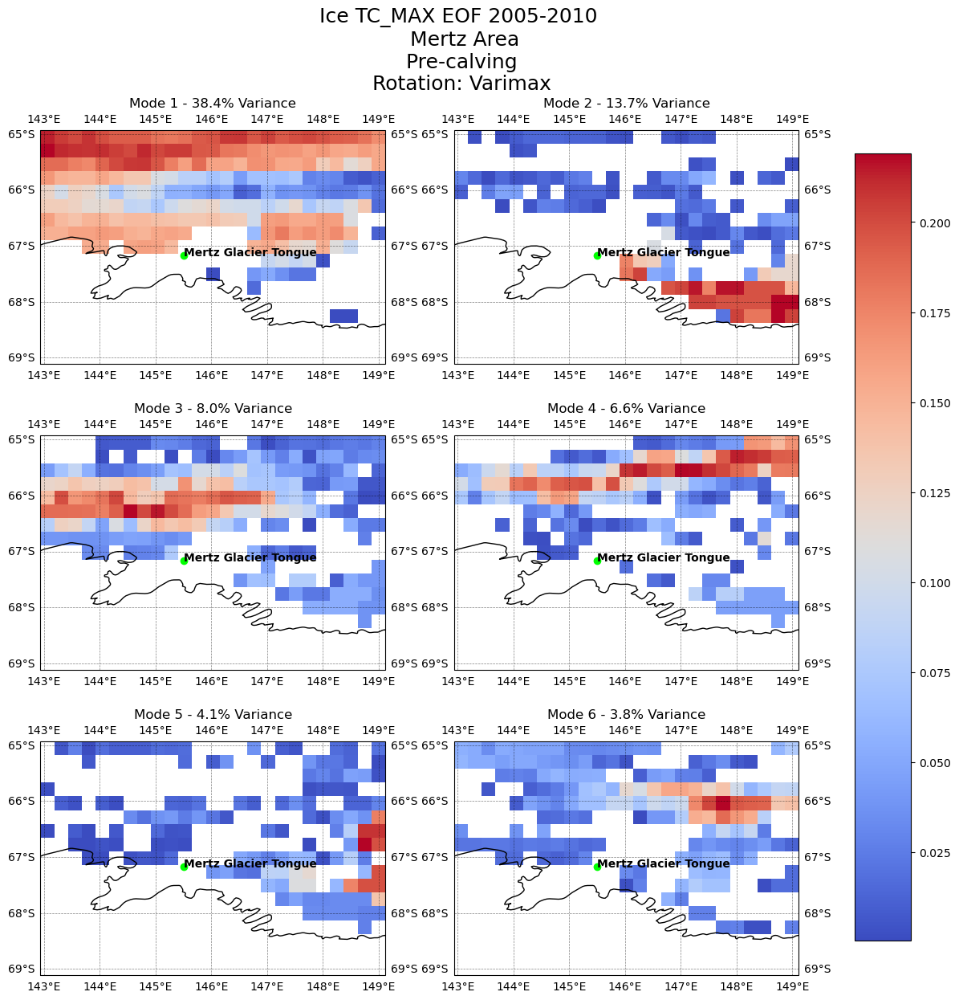 Ice TC_MAX EOF 2005-2010
Mertz Area
Pre-calving
Rotation: Varimax
Mode 1 - 38.4% Variance
143°E 144°E 145°E 146°E 147°E 148°E 149°E
65°S 65°S
66°S 66°S
67°S 67°S
68°S 68°S
69°S 69°S
Mertz Glacier Tongue
143°E 144°E 145°E 146°E 147°E 148°E 149°E
Mode 2 - 13.7% Variance
143°E 144°E 145°E 146°E 147°E 148°E 149°E
65°S 65°S
66°S 66°S
67°S 67°S
68°S 68°S
69°S 69°S
Mertz Glacier Tongue
143°E 144°E 145°E 146°E 147°E 148°E 149°E
Mode 3 - 8.0% Variance
143°E 144°E 145°E 146°E 147°E 148°E 149°E
65°S 65°S
66°S 66°S
67°S 67°S
68°S 68°S
69°S 69°S
Mertz Glacier Tongue
143°E 144°E 145°E 146°E 147°E 148°E 149°E
Mode 4 - 6.6% Variance
143°E 144°E 145°E 146°E 147°E 148°E 149°E
65°S 65°S
66°S 66°S
67°S 67°S
68°S 68°S
69°S 69°S
Mertz Glacier Tongue
143°E 144°E 145°E 146°E 147°E 148°E 149°E
Mode 5 - 4.1% Variance
143°E 144°E 145°E 146°E 147°E 148°E 149°E
65°S 65°S
66°S 66°S
67°S 67°S
68°S 68°S
69°S 69°S
Mertz Glacier Tongue
143°E 144°E 145°E 146°E 147°E 148°E 149°E
Mode 6 - 3.8% Variance
143°E 144°E 145°E 146°E 147°E 148°E 149°E
65°S 65°S
66°S 66°S
67°S 67°S
68°S 68°S
69°S 69°S
Mertz Glacier Tongue
143°E 144°E 145°E 146°E 147°E 148°E 149°E
0.200
0.175
0.150
0.125
0.100
0.075
0.050
0.025